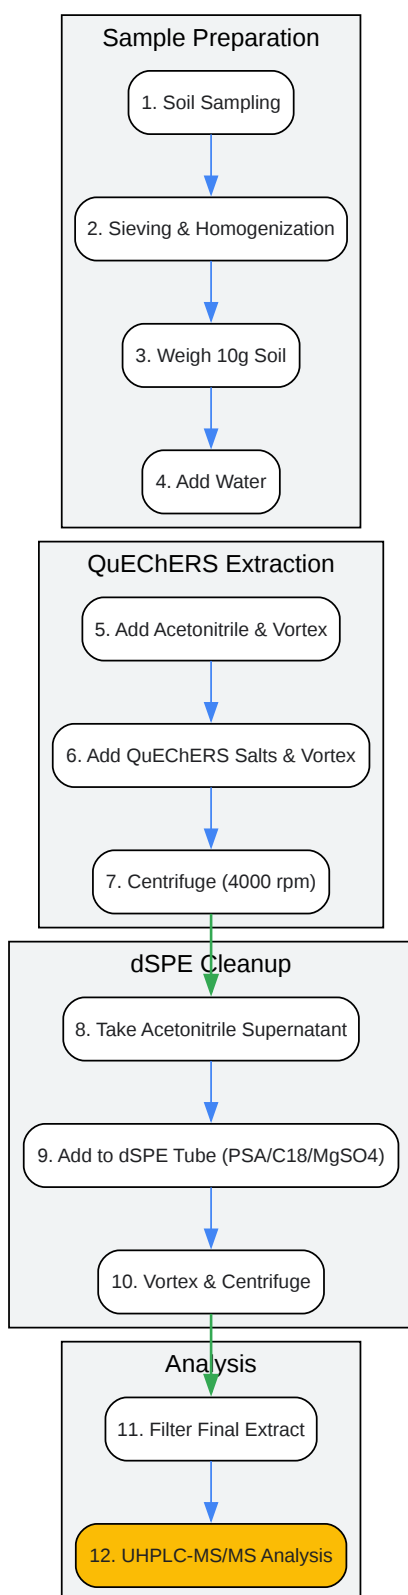 Sample Preparation
1. Soil Sampling
2. Sieving & Homogenization
3. Weigh 10g Soil
4. Add Water
QuEChERS Extraction
5. Add Acetonitrile & Vortex
6. Add QuEChERS Salts & Vortex
7. Centrifuge (4000 rpm)
dSPE Cleanup
8. Take Acetonitrile Supernatant
9. Add to dSPE Tube (PSA/C18/MgSO4)
10. Vortex & Centrifuge
Analysis
11. Filter Final Extract
12. UHPLC-MS/MS Analysis